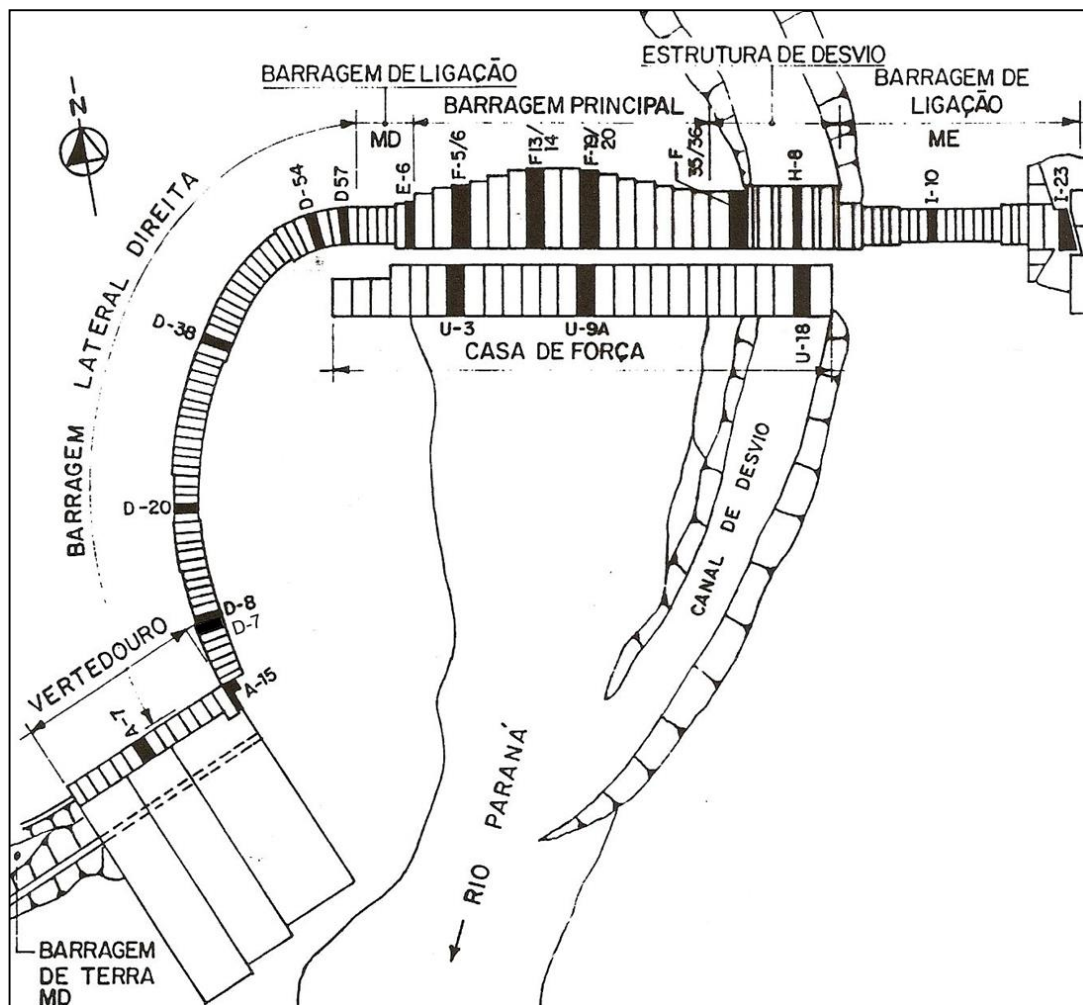 ESTRUTURA DE DESVIO
BARRAGEM DE LIGAÇÃO
BARRAGEM DE
LIGAÇÃO
BARRAGEM PRINCIPAL
MD
ME
N
E-6
F-5/6
F13/
14
F-19/
20
F
35/36
H-8
I-10
I-23
D-54
D57
BARRAGEM LATERAL DIREITA
D-38
U-3
U-9A
U-18
CASA DE FORÇA
D-20
CANAL DE DESVIO
D-8
D-7
VERTEDOURO
A-15
A-7
RIO PARANÁ
BARRAGEM
DE TERRA
MD